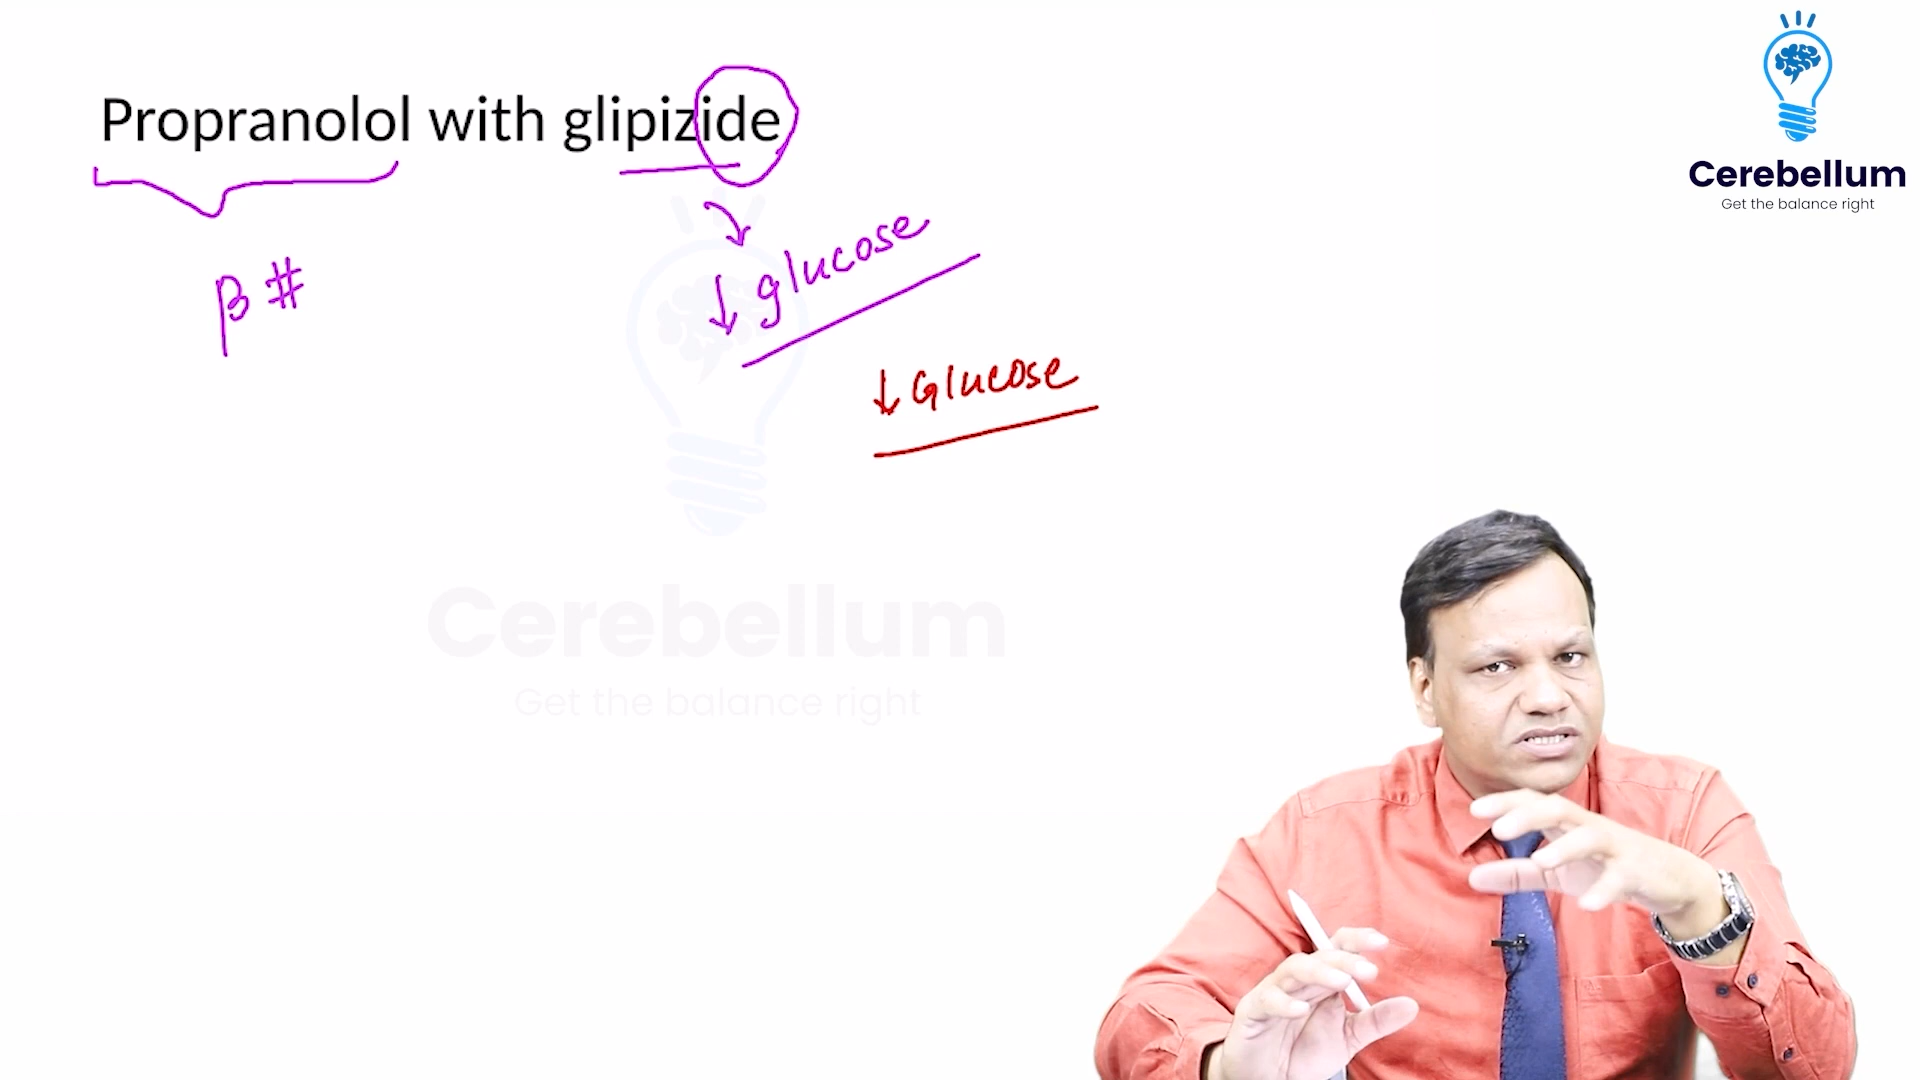 Propranolol with glipizide
β #
↓ glucose
↓ Glucose
Cerebellum
Get the balance right
Cerebellum
Get the balance right